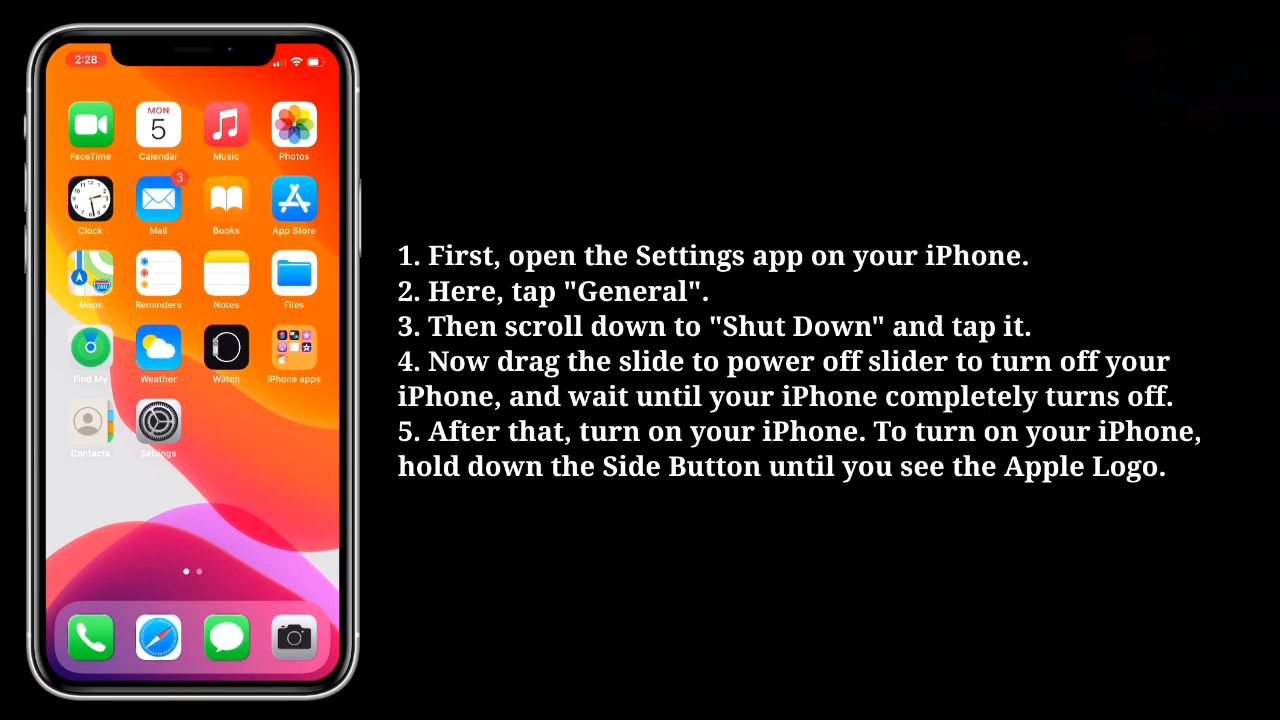 2:28
MON
5
FaceTime
Calendar
Music
Photos
3
Clock
Mail
Books
App Store
280
Maps
Reminders
Notes
Files
Find My
Weather
Watch
iPhone apps
Contacts
Settings
1. First, open the Settings app on your iPhone.
2. Here, tap "General".
3. Then scroll down to "Shut Down" and tap it.
4. Now drag the slide to power off slider to turn off your
iPhone, and wait until your iPhone completely turns off.
5. After that, turn on your iPhone. To turn on your iPhone,
hold down the Side Button until you see the Apple Logo.